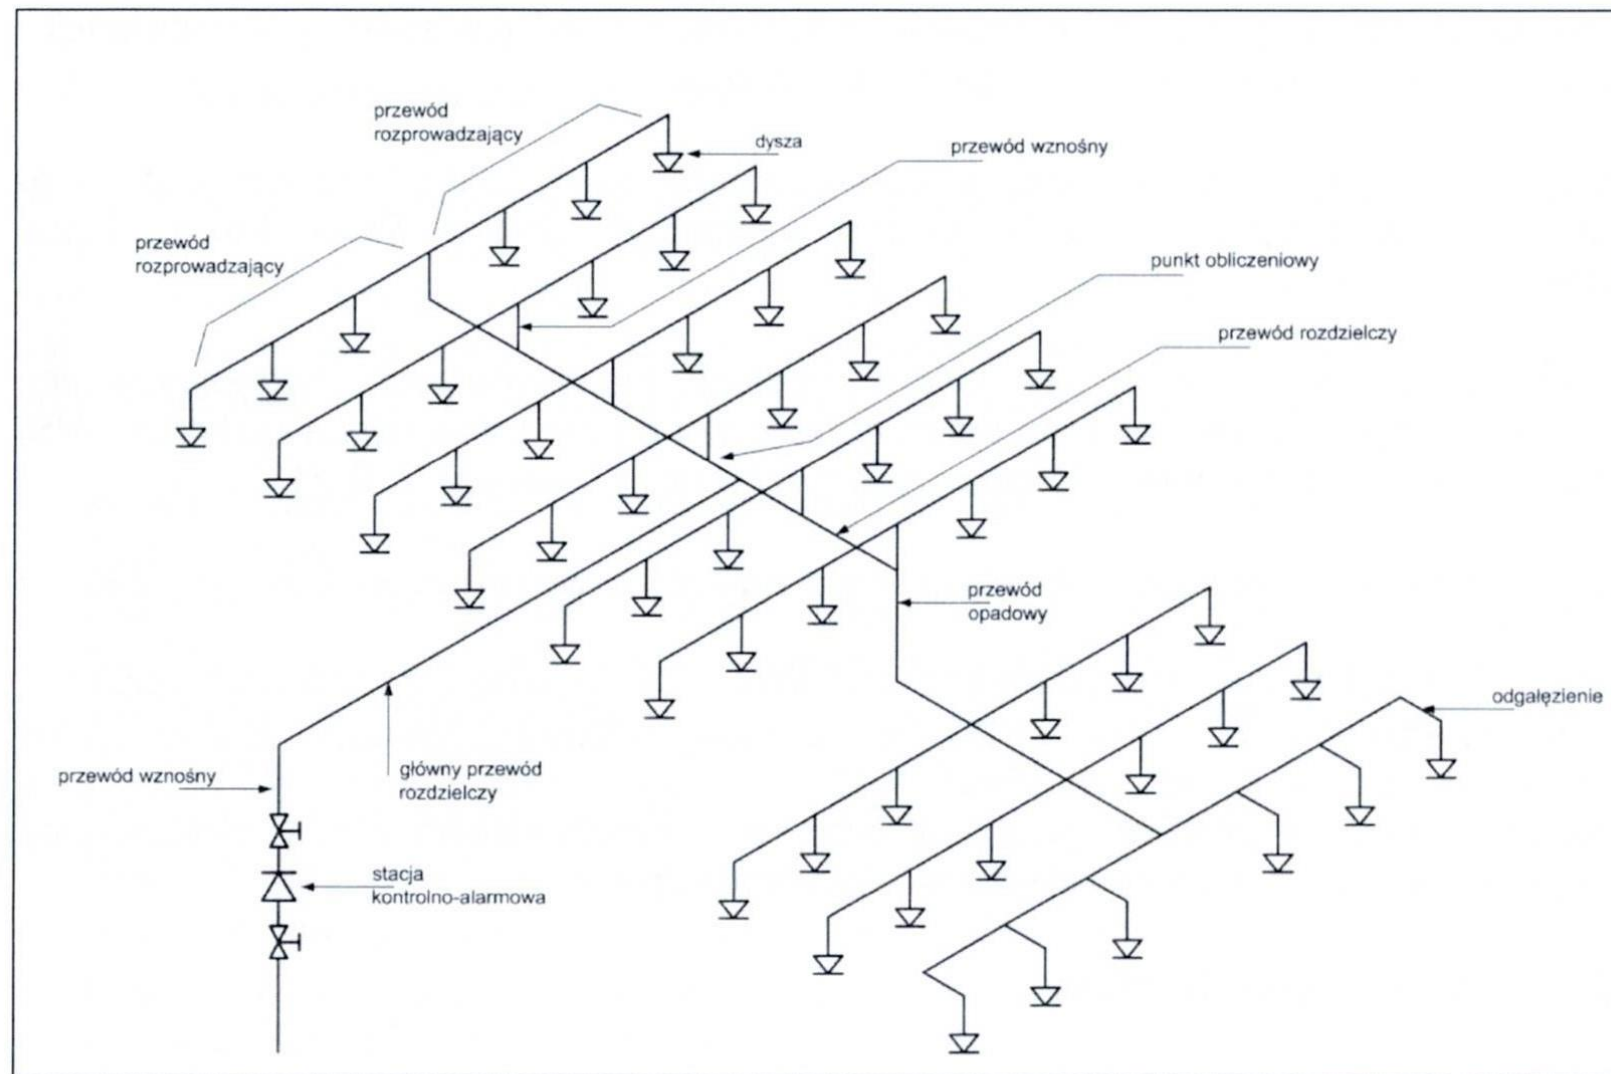 przewód
rozprowadzający
dysza
przewód wznośny
przewód
rozprowadzający
punkt obliczeniowy
przewód rozdzielczy
przewód
opadowy
odgałęzienie
przewód wznośny
główny przewód
rozdzielczy
stacja
kontrolno-alarmowa